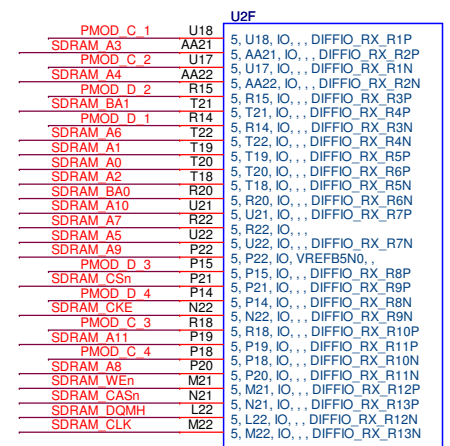 U2F
PMOD_C_1 U18 5, U18, IO, , , DIFFIO_RX_R1P
SDRAM_A3 AA21 5, AA21, IO, , , DIFFIO_RX_R2P
PMOD_C_2 U17 5, U17, IO, , , DIFFIO_RX_R1N
SDRAM_A4 AA22 5, AA22, IO, , , DIFFIO_RX_R2N
PMOD_D_2 R15 5, R15, IO, , , DIFFIO_RX_R3P
SDRAM_BA1 T21 5, T21, IO, , , DIFFIO_RX_R4P
PMOD_D_1 R14 5, R14, IO, , , DIFFIO_RX_R3N
SDRAM_A6 T22 5, T22, IO, , , DIFFIO_RX_R4N
SDRAM_A1 T19 5, T19, IO, , , DIFFIO_RX_R5P
SDRAM_A0 T20 5, T20, IO, , , DIFFIO_RX_R6P
SDRAM_A2 T18 5, T18, IO, , , DIFFIO_RX_R5N
SDRAM_BA0 R20 5, R20, IO, , , DIFFIO_RX_R6N
SDRAM_A10 U21 5, U21, IO, , , DIFFIO_RX_R7P
SDRAM_A7 R22 5, R22, IO, , ,
SDRAM_A5 U22 5, U22, IO, , , DIFFIO_RX_R7N
SDRAM_A9 P22 5, P22, IO, VREFB5N0, ,
PMOD_D_3 P15 5, P15, IO, , , DIFFIO_RX_R8P
SDRAM_CSn P21 5, P21, IO, , , DIFFIO_RX_R9P
PMOD_D_4 P14 5, P14, IO, , , DIFFIO_RX_R8N
SDRAM_CKE N22 5, N22, IO, , , DIFFIO_RX_R9N
PMOD_C_3 R18 5, R18, IO, , , DIFFIO_RX_R10P
SDRAM_A11 P19 5, P19, IO, , , DIFFIO_RX_R11P
PMOD_C_4 P18 5, P18, IO, , , DIFFIO_RX_R10N
SDRAM_A8 P20 5, P20, IO, , , DIFFIO_RX_R11N
SDRAM_WEn M21 5, M21, IO, , , DIFFIO_RX_R12P
SDRAM_CASn N21 5, N21, IO, , , DIFFIO_RX_R13P
SDRAM_DQMH L22 5, L22, IO, , , DIFFIO_RX_R12N
SDRAM_CLK M22 5, M22, IO, , , DIFFIO_RX_R13N